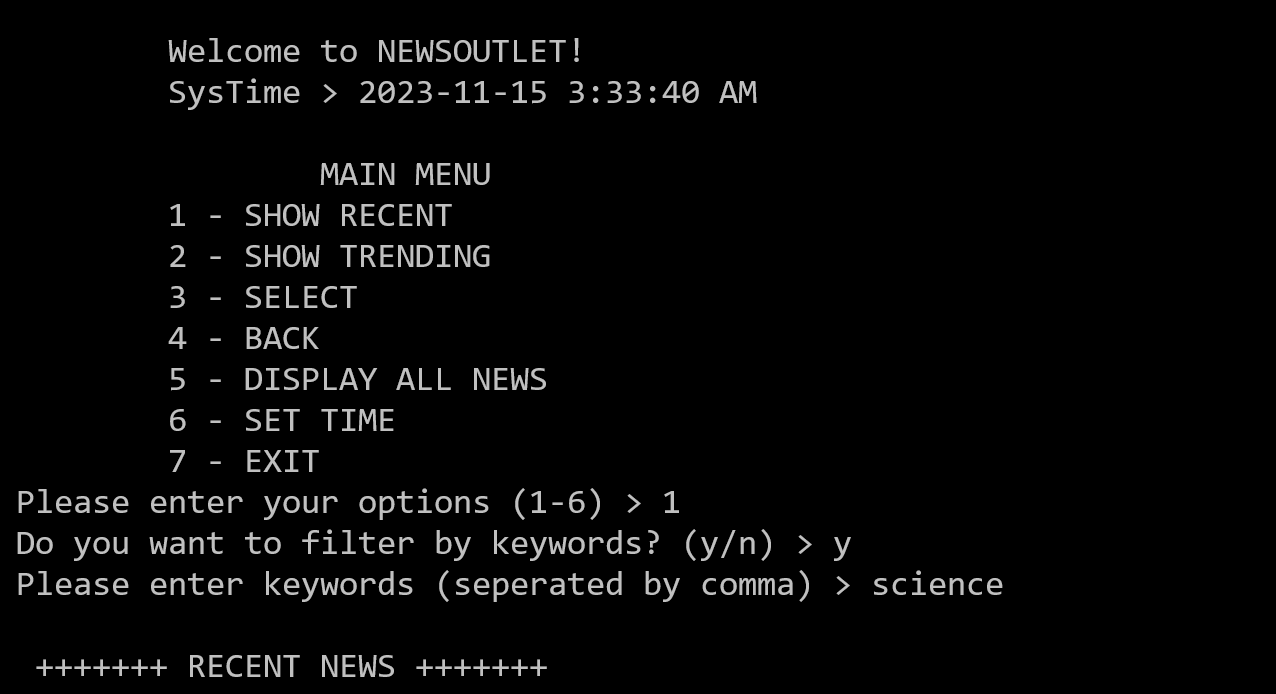 Welcome to NEWSOUTLET!
SysTime > 2023-11-15 3:33:40 AM
MAIN MENU
1 - SHOW RECENT
2 - SHOW TRENDING
3 - SELECT
4 - BACK
5 - DISPLAY ALL NEWS
6 - SET TIME
7 - EXIT
Please enter your options (1-6) > 1
Do you want to filter by keywords? (y/n) > y
Please enter keywords (seperated by comma) > science
+++++++ RECENT NEWS +++++++